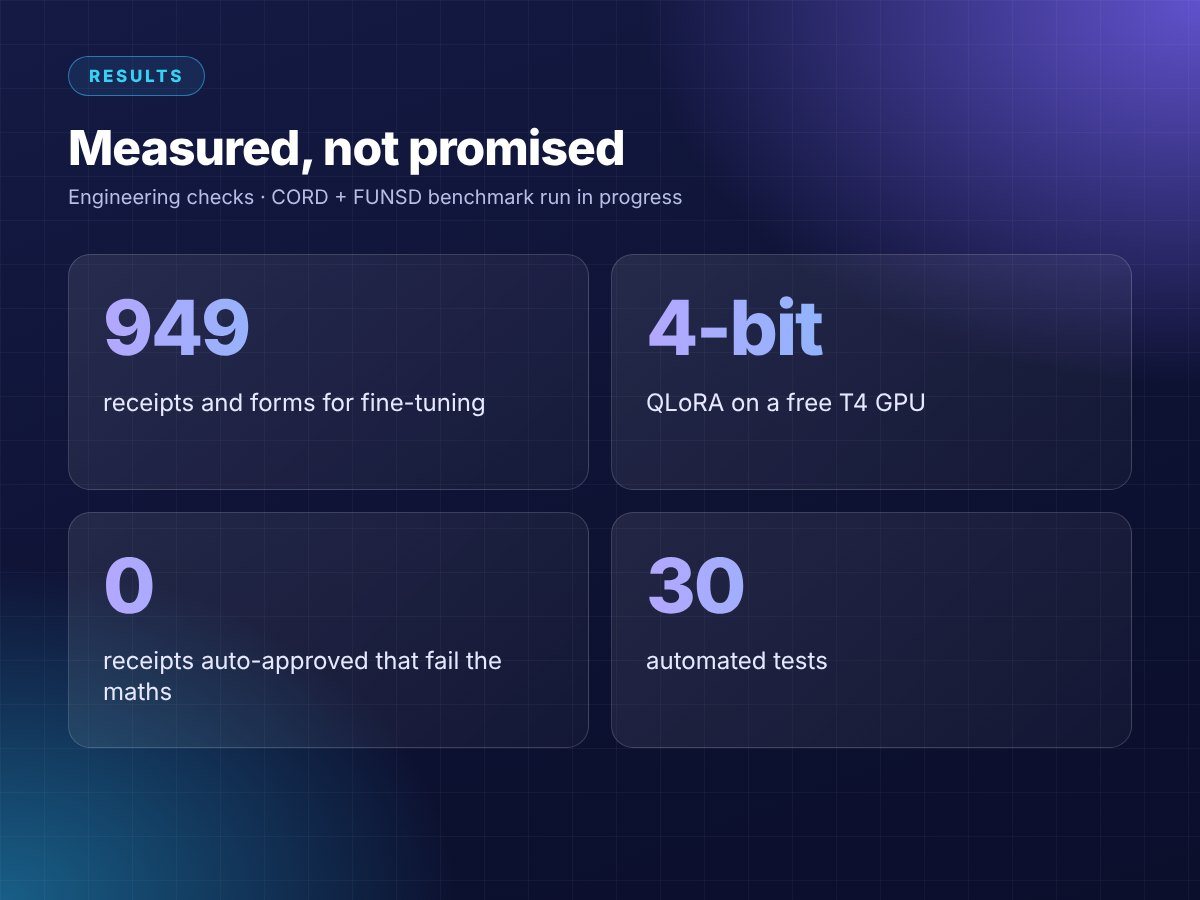 RESULTS
Measured, not promised
Engineering checks · CORD + FUNSD benchmark run in progress
949
receipts and forms for fine-tuning
4-bit
QLoRA on a free T4 GPU
0
receipts auto-approved that fail the
maths
30
automated tests